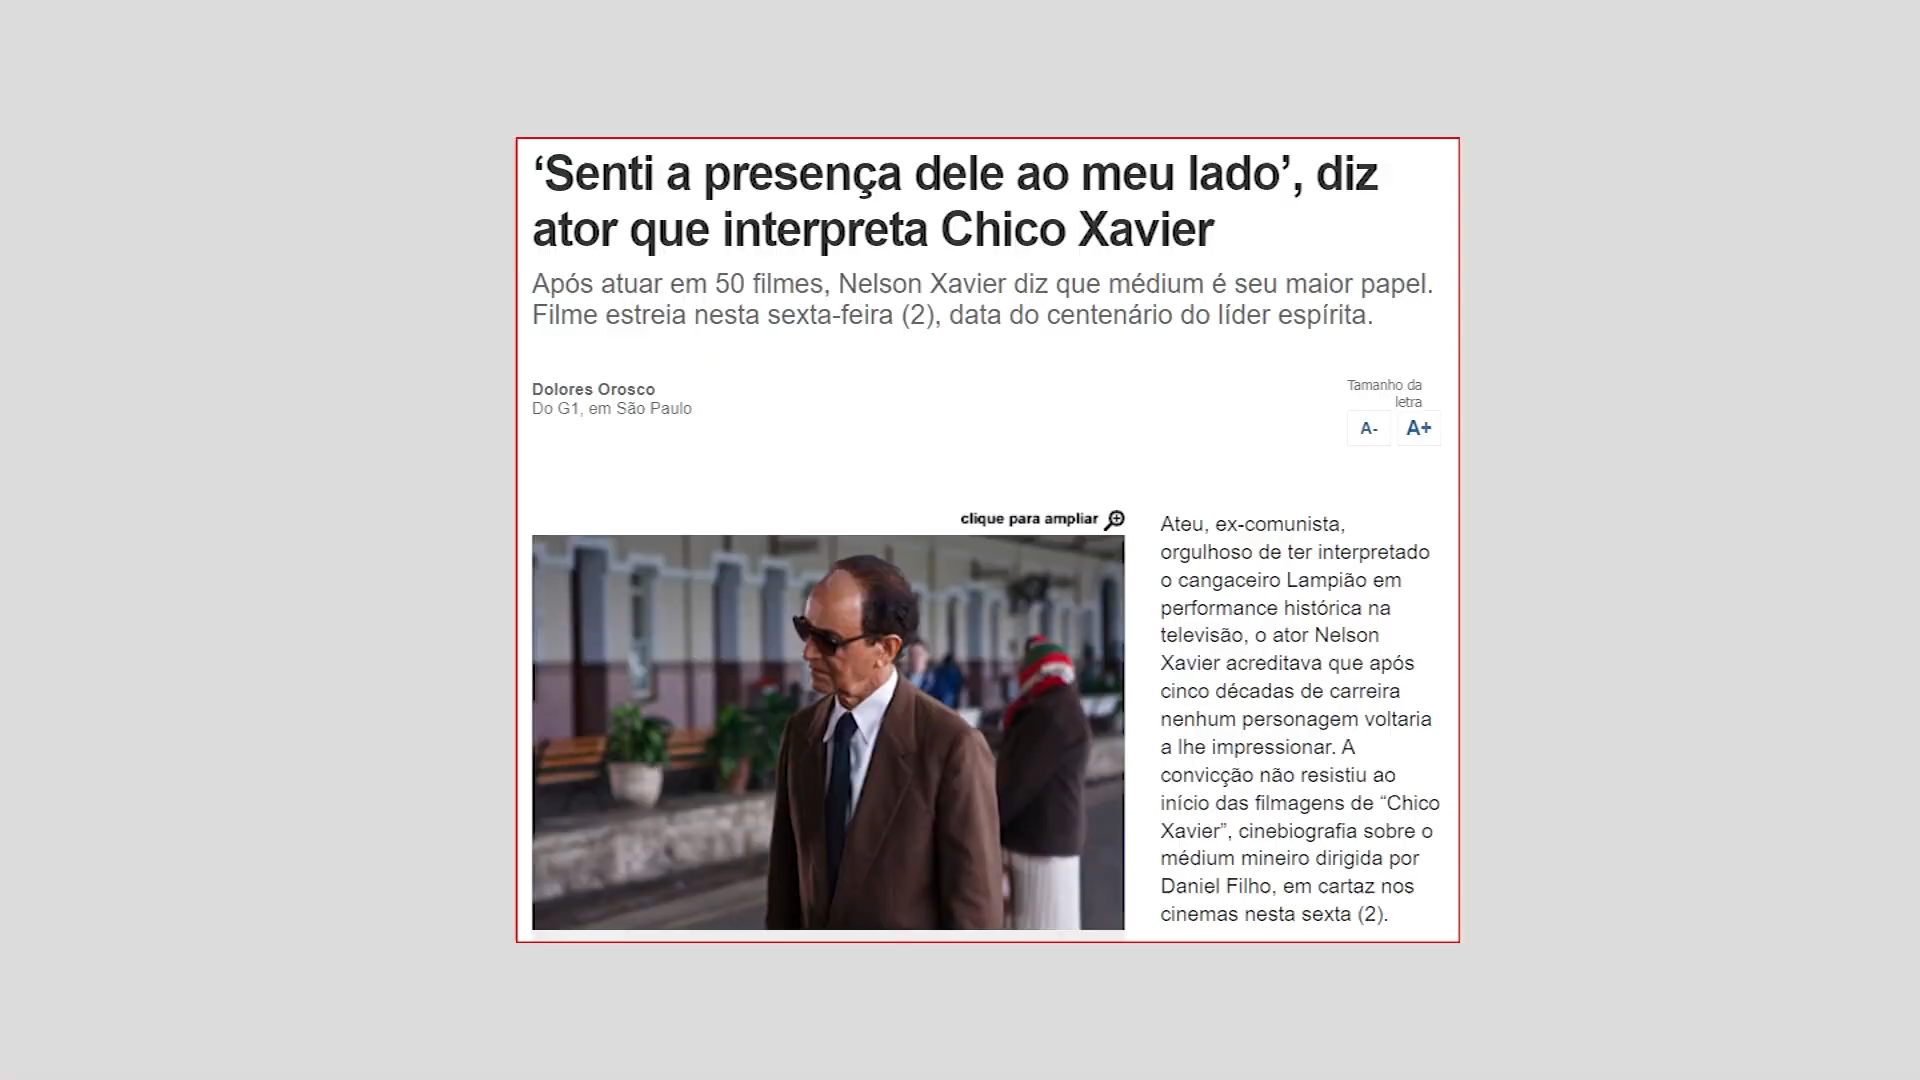 ‘Senti a presença dele ao meu lado’, diz
ator que interpreta Chico Xavier
Após atuar em 50 filmes, Nelson Xavier diz que médium é seu maior papel.
Filme estreia nesta sexta-feira (2), data do centenário do líder espírita.
Dolores Orosco
Do G1, em São Paulo
Tamanho da
letra
A- A+
clique para ampliar
Ateu, ex-comunista,
orgulhoso de ter interpretado
o cangaceiro Lampião em
performance histórica na
televisão, o ator Nelson
Xavier acreditava que após
cinco décadas de carreira
nenhum personagem voltaria
a lhe impressionar. A
convicção não resistiu ao
início das filmagens de “Chico
Xavier”, cinebiografia sobre o
médium mineiro dirigida por
Daniel Filho, em cartaz nos
cinemas nesta sexta (2).